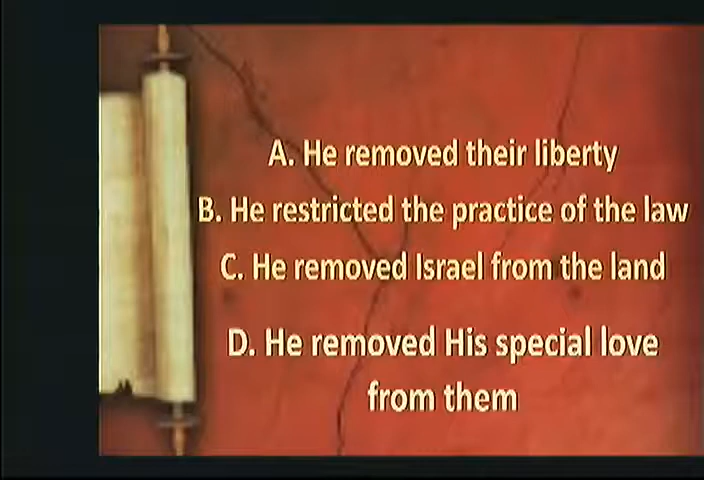 A. He removed their liberty
B. He restricted the practice of the law
C. He removed Israel from the land
D. He removed His special love
from them